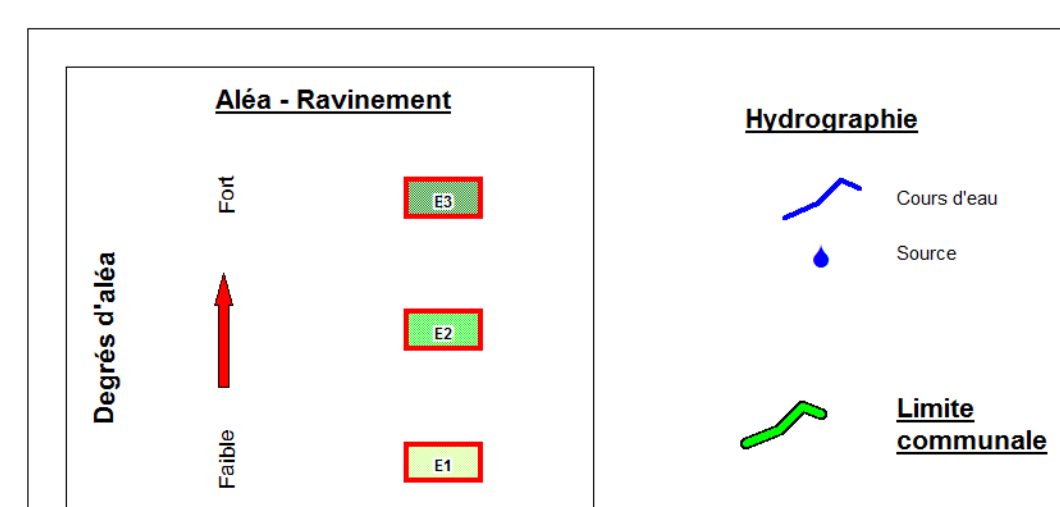 Aléa - Ravinement
Degrés d'aléa
Fort
Faible
E3
E2
E1
Hydrographie
Cours d'eau
Source
Limite
communale